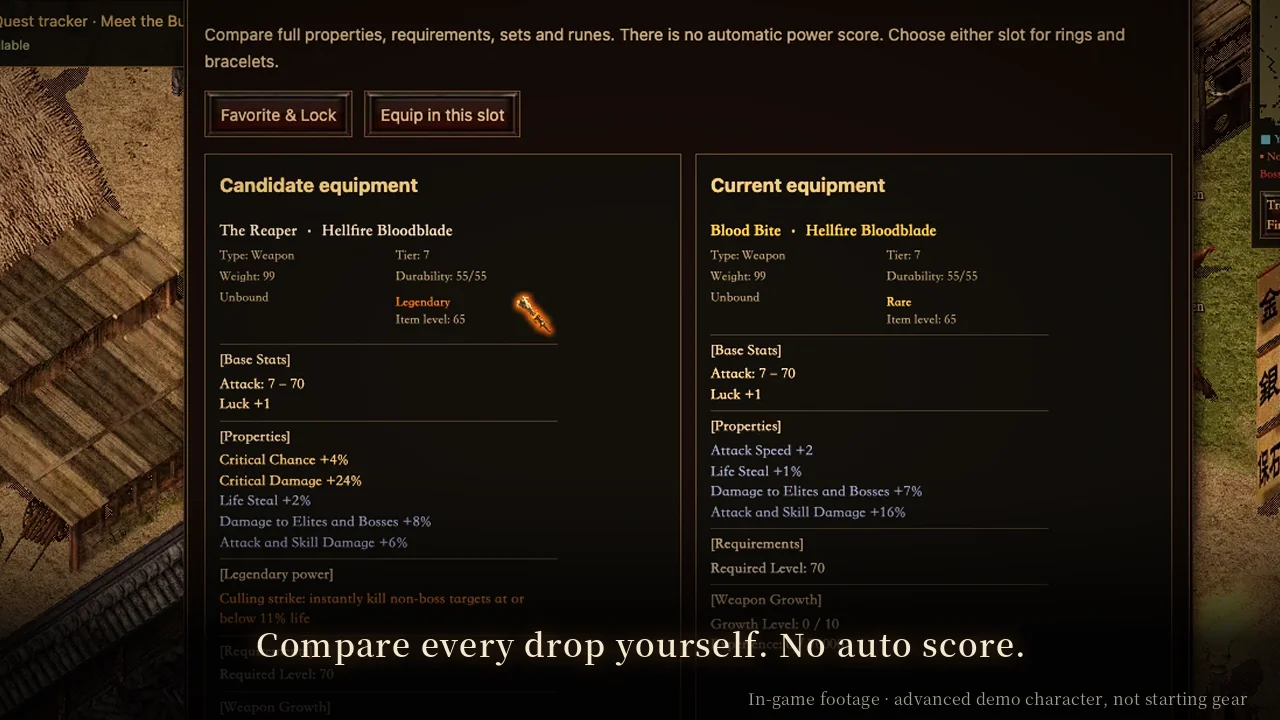 Quest tracker · Meet the Bu
lable
Compare full properties, requirements, sets and runes. There is no automatic power score. Choose either slot for rings and
bracelets.
Favorite & Lock
Equip in this slot
Candidate equipment
The Reaper · Hellfire Bloodblade
Type: Weapon
Tier: 7
Weight: 99
Durability: 55/55
Unbound
Legendary
Item level: 65
[Base Stats]
Attack: 7 – 70
Luck +1
[Properties]
Critical Chance +4%
Critical Damage +24%
Life Steal +2%
Damage to Elites and Bosses +8%
Attack and Skill Damage +6%
[Legendary power]
Culling strike: instantly kill non-boss targets at or
below 11% life
Required Level: 70
[Weapon Growth]
Current equipment
Blood Bite · Hellfire Bloodblade
Type: Weapon
Tier: 7
Weight: 99
Durability: 55/55
Unbound
Rare
Item level: 65
[Base Stats]
Attack: 7 – 70
Luck +1
[Properties]
Attack Speed +2
Life Steal +1%
Damage to Elites and Bosses +7%
Attack and Skill Damage +16%
[Requirements]
Required Level: 70
[Weapon Growth]
Growth Level: 0 / 10
No
Boss
金
銀
保石
Compare every drop yourself. No auto score.
In-game footage · advanced demo character, not starting gear